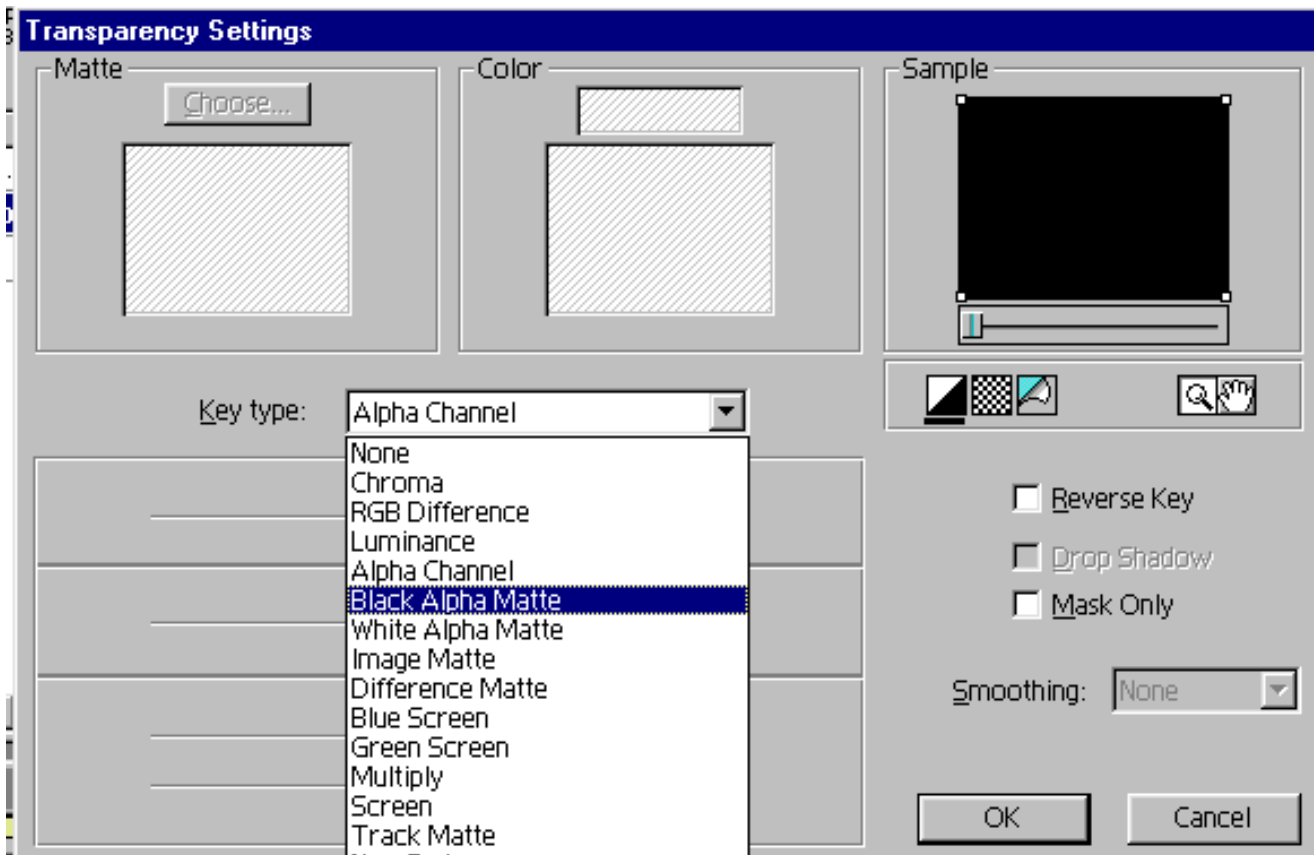 Transparency Settings
Matte
Choose...
Color
Sample
Key type:
Alpha Channel
None
Chroma
RGB Difference
Luminance
Alpha Channel
Black Alpha Matte
White Alpha Matte
Image Matte
Difference Matte
Blue Screen
Green Screen
Multiply
Screen
Track Matte
Reverse Key
Drop Shadow
Mask Only
Smoothing: None
OK
Cancel